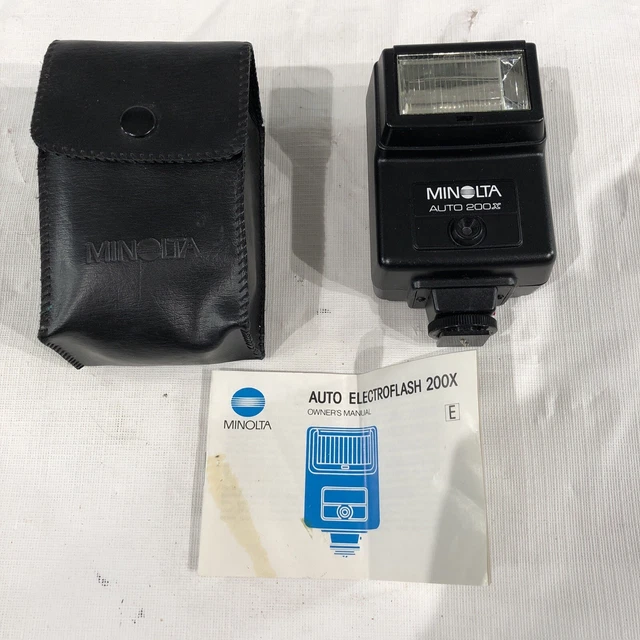 MINOLTA
MINOLTA
AUTO 200X
MINOLTA
AUTO ELECTROFLASH 200X
OWNER'S MANUAL
E